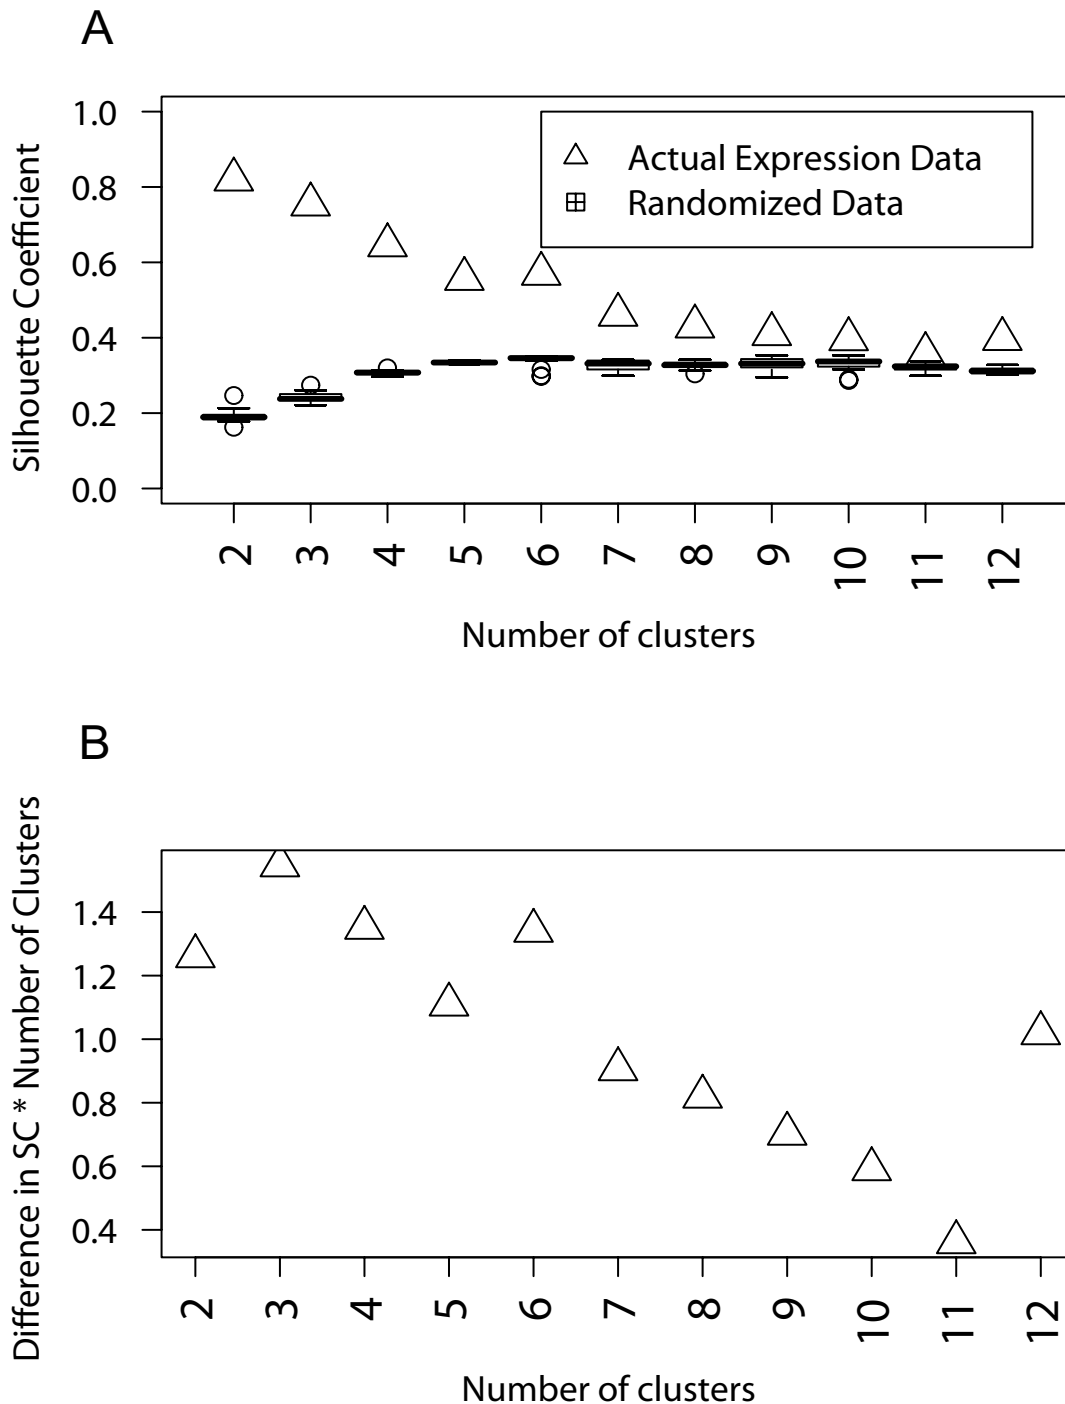 A
Silhouette Coefficient
1.0
0.8
0.6
0.4
0.2
0.0
Actual Expression Data
Randomized Data
2 3 4 5 6 7 8 9 10 11 12
Number of clusters
B
Difference in SC * Number of Clusters
1.4
1.2
1.0
0.8
0.6
0.4
2 3 4 5 6 7 8 9 10 11 12
Number of clusters